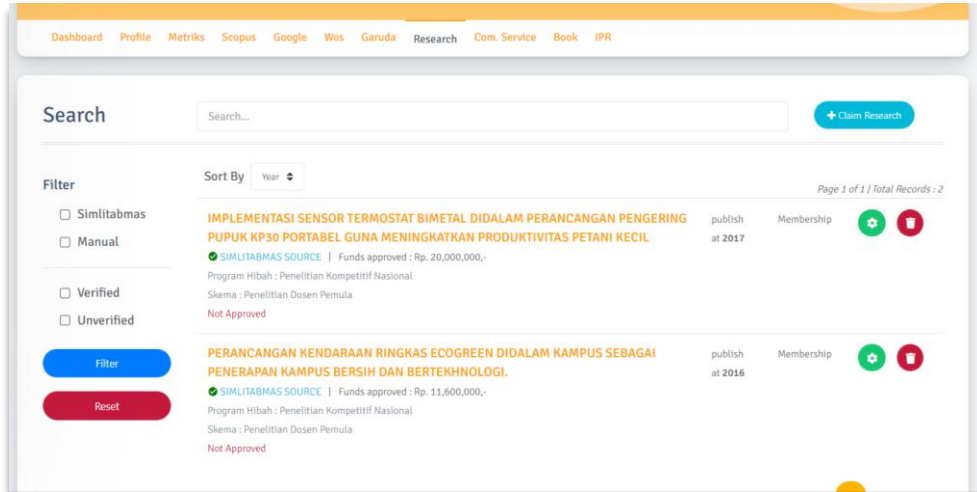 Dashboard Profile Metriks Scopus Google Wos Garuda Research Com. Service Book IPR
Search
Search...
Claim Research
Filter
Simlitabmas
Manual
Verified
Unverified
Filter
Reset
Sort By Year
Page 1 of 1 | Total Records : 2
IMPLEMENTASI SENSOR TERMOSTAT BIMETAL DIDALAM PERANCANGAN PENGERING
PUPUK KP30 PORTABEL GUNA MENINGKATKAN PRODUKTIVITAS PETANI KECIL
SIMLITABMAS SOURCE | Funds approved : Rp. 20,000,000,-
Program Hibah : Penelitian Kompetitif Nasional
Skema : Penelitian Dosen Pemula
Not Approved
publish
at 2017
Membership
PERANCANGAN KENDARAAN RINGKAS ECOGREEN DIDALAM KAMPUS SEBAGAI
PENERAPAN KAMPUS BERSIH DAN BERTEKHNOLOGI.
SIMLITABMAS SOURCE | Funds approved : Rp. 11,600,000,-
Program Hibah : Penelitian Kompetitif Nasional
Skema : Penelitian Dosen Pemula
Not Approved
publish
at 2016
Membership